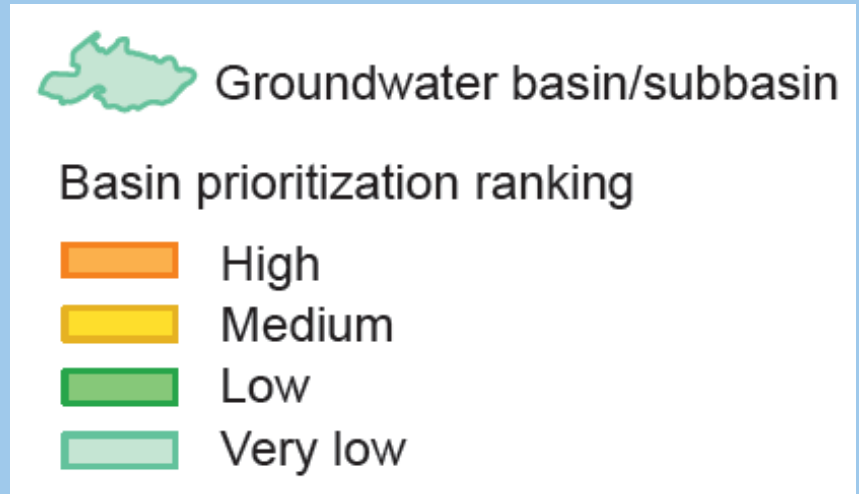 Groundwater basin/subbasin
Basin prioritization ranking
High
Medium
Low
Very low